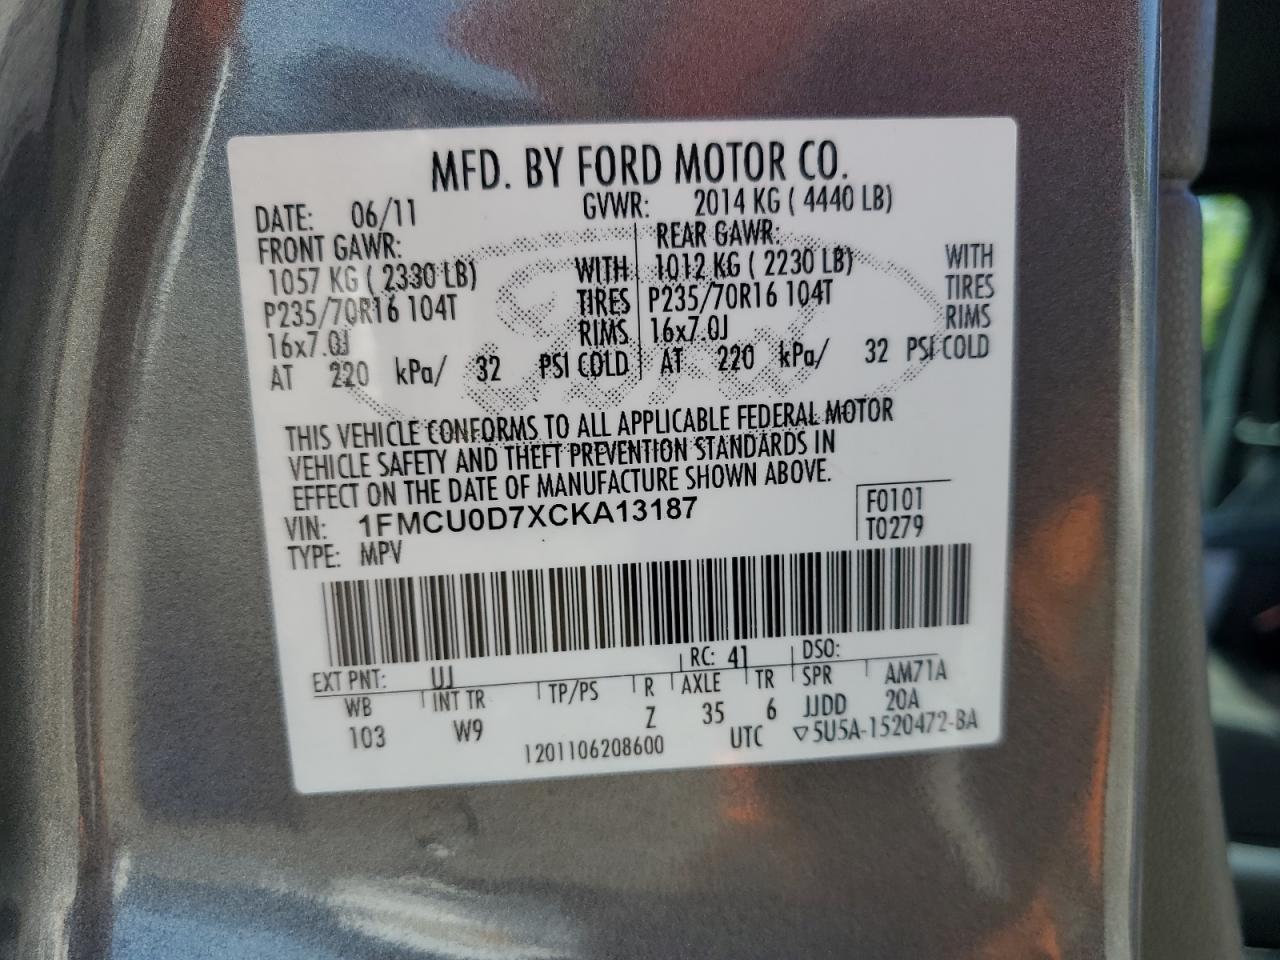 MFD. BY FORD MOTOR CO.
DATE: 06/11 GVWR: 2014 KG ( 4440 LB)
FRONT GAWR: REAR GAWR:
1057 KG ( 2330 LB) WITH 1012 KG ( 2230 LB) WITH
P235/70R16 104T TIRES P235/70R16 104T TIRES
16x7.0J RIMS 16x7.0J RIMS
AT 220 kPa/ 32 PSI COLD AT 220 kPa/ 32 PSI COLD
THIS VEHICLE CONFORMS TO ALL APPLICABLE FEDERAL MOTOR
VEHICLE SAFETY AND THEFT PREVENTION STANDARDS IN
EFFECT ON THE DATE OF MANUFACTURE SHOWN ABOVE.
VIN: 1FMCU0D7XCKA13187 F0101
TYPE: MPV T0279
EXT PNT: UJ RC: 41 DSO:
WB INT TR TP/PS R AXLE TR SPR AM71A
103 W9 Z 35 6 JJDD 20A
1201106208600 UTC ▽5U5A-1520472-BA